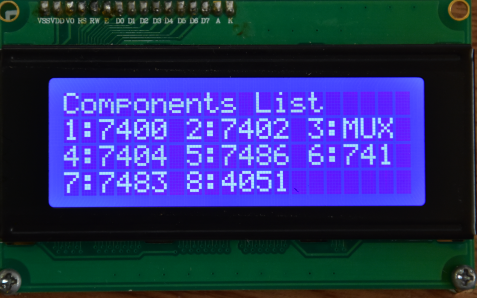 VSS VDD VO RS RW E D0 D1 D2 D3 D4 D5 D6 D7 A K
Components List
1:7400 2:7402 3:MUX
4:7404 5:7486 6:741
7:7483 8:4051